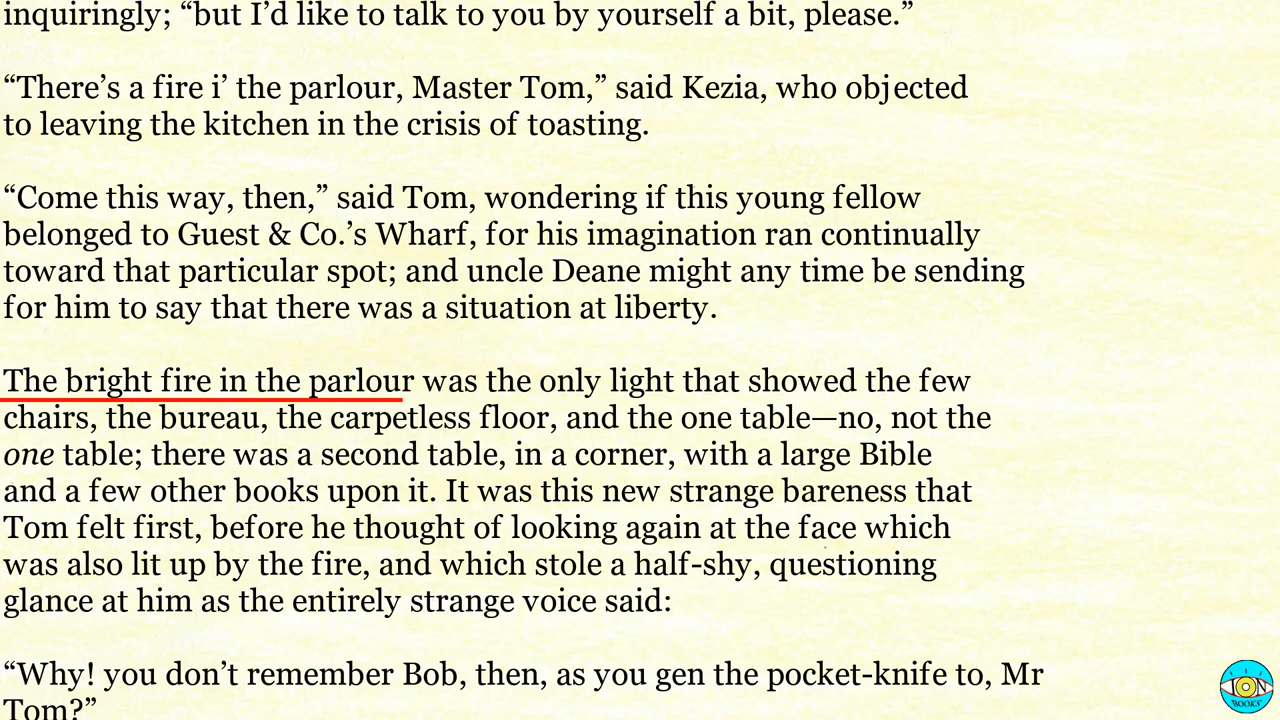 inquiringly; “but I’d like to talk to you by yourself a bit, please.”
“There’s a fire i’ the parlour, Master Tom,” said Kezia, who objected
to leaving the kitchen in the crisis of toasting.
“Come this way, then,” said Tom, wondering if this young fellow
belonged to Guest & Co.’s Wharf, for his imagination ran continually
toward that particular spot; and uncle Deane might any time be sending
for him to say that there was a situation at liberty.
The bright fire in the parlour was the only light that showed the few
chairs, the bureau, the carpetless floor, and the one table—no, not the
one table; there was a second table, in a corner, with a large Bible
and a few other books upon it. It was this new strange bareness that
Tom felt first, before he thought of looking again at the face which
was also lit up by the fire, and which stole a half-shy, questioning
glance at him as the entirely strange voice said:
“Why! you don’t remember Bob, then, as you gen the pocket-knife to, Mr
Tom?”
ION
BOOKS